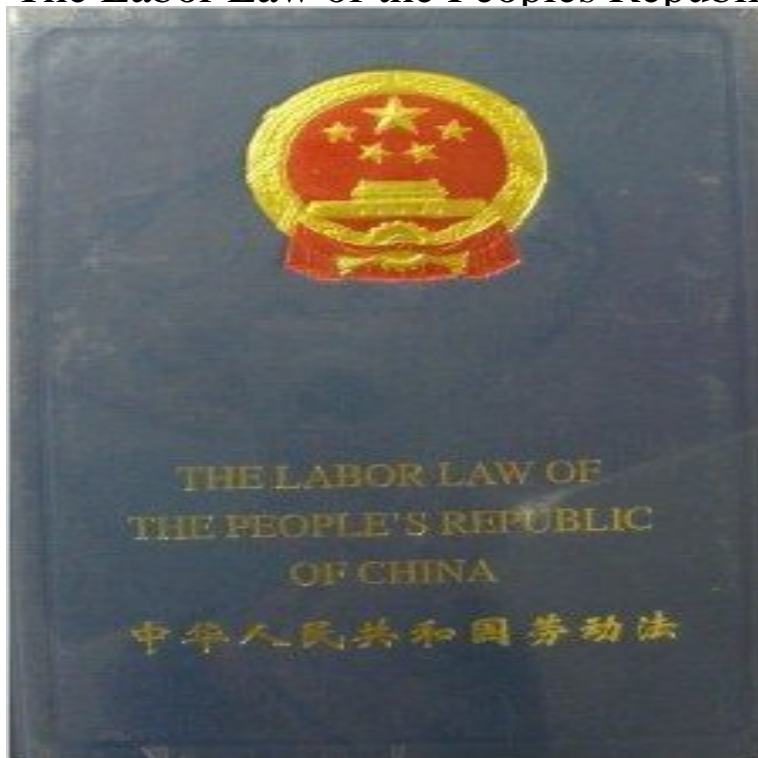 The Labor Law of the Peoples Republi
THE LABOR LAW OF
THE PEOPLE'S REPUBLIC
OF CHINA
中华人民共和国劳动法